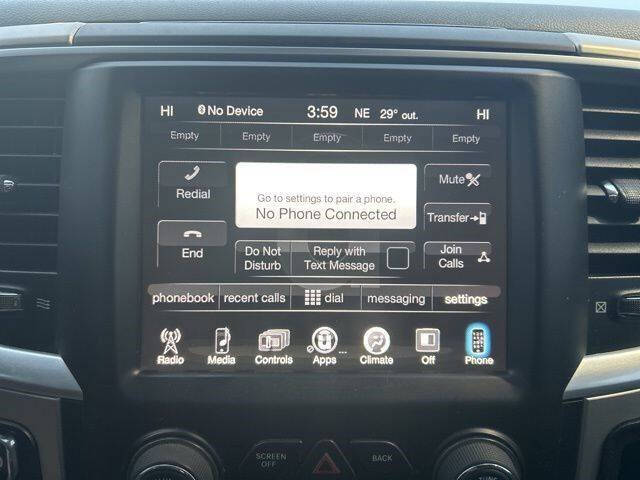 HI No Device 3:59 NE 29° out. HI
Empty Empty Empty Empty Empty
Redial
Go to settings to pair a phone.
No Phone Connected
Mute
Transfer
End
Do Not
Disturb
Reply with
Text Message
Join
Calls
phonebook recent calls dial messaging settings
Radio Media Controls Apps Climate Off Phone
SCREEN
OFF
BACK